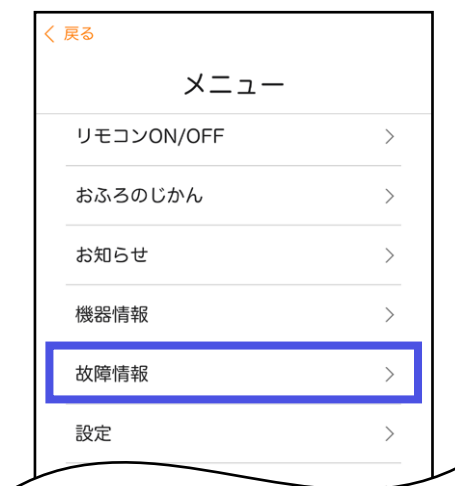 戻る
メニュー
リモコンON/OFF
おふろのじかん
お知らせ
機器情報
故障情報
設定